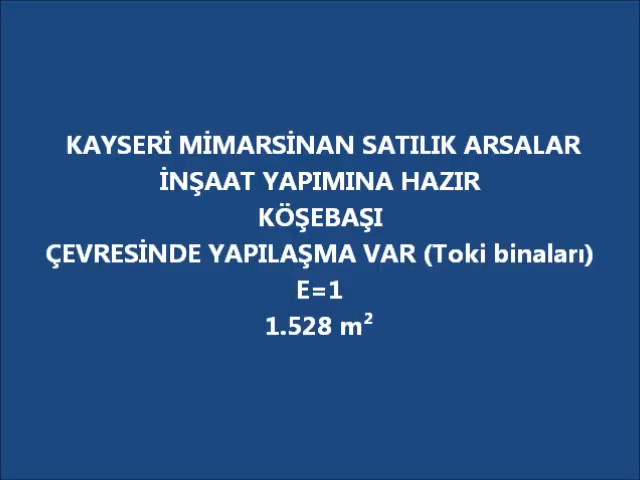 KAYSERİ MİMARSİNAN SATILIK ARSALAR
İNŞAAT YAPIMINA HAZIR
KÖŞEBAŞI
ÇEVRESİNDE YAPILAŞMA VAR (Toki binaları)
E=1
1.528 m²